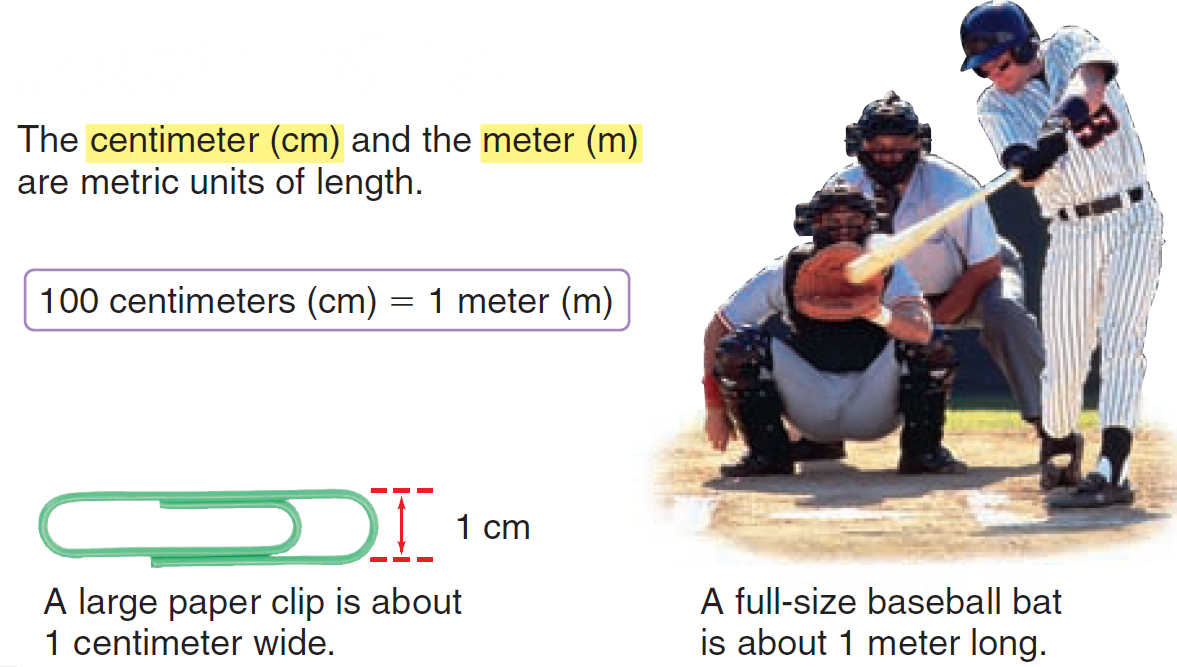 The centimeter (cm) and the meter (m)
are metric units of length.
100 centimeters (cm) = 1 meter (m)
1 cm
A large paper clip is about
1 centimeter wide.
A full-size baseball bat
is about 1 meter long.